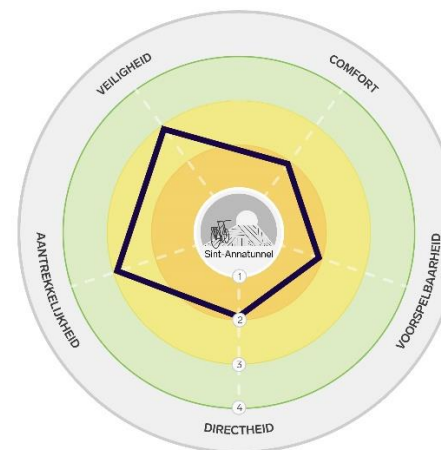 VEILIGHEID
COMFORT
Sint-Annatunnel
AANTREKKELIJKHEID
VOORSPELBAARHEID
1
2
3
4
DIRECTHEID